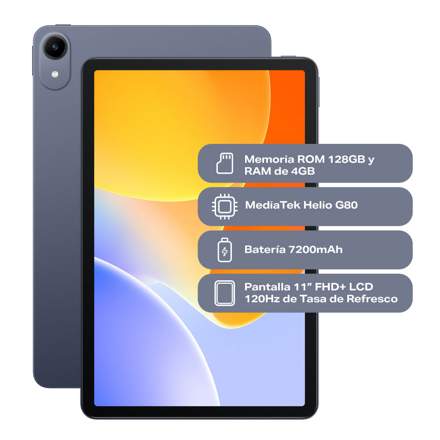 Memoria ROM 128GB y
RAM de 4GB
MediaTek Helio G80
Batería 7200mAh
Pantalla 11” FHD+ LCD
120Hz de Tasa de Refresco